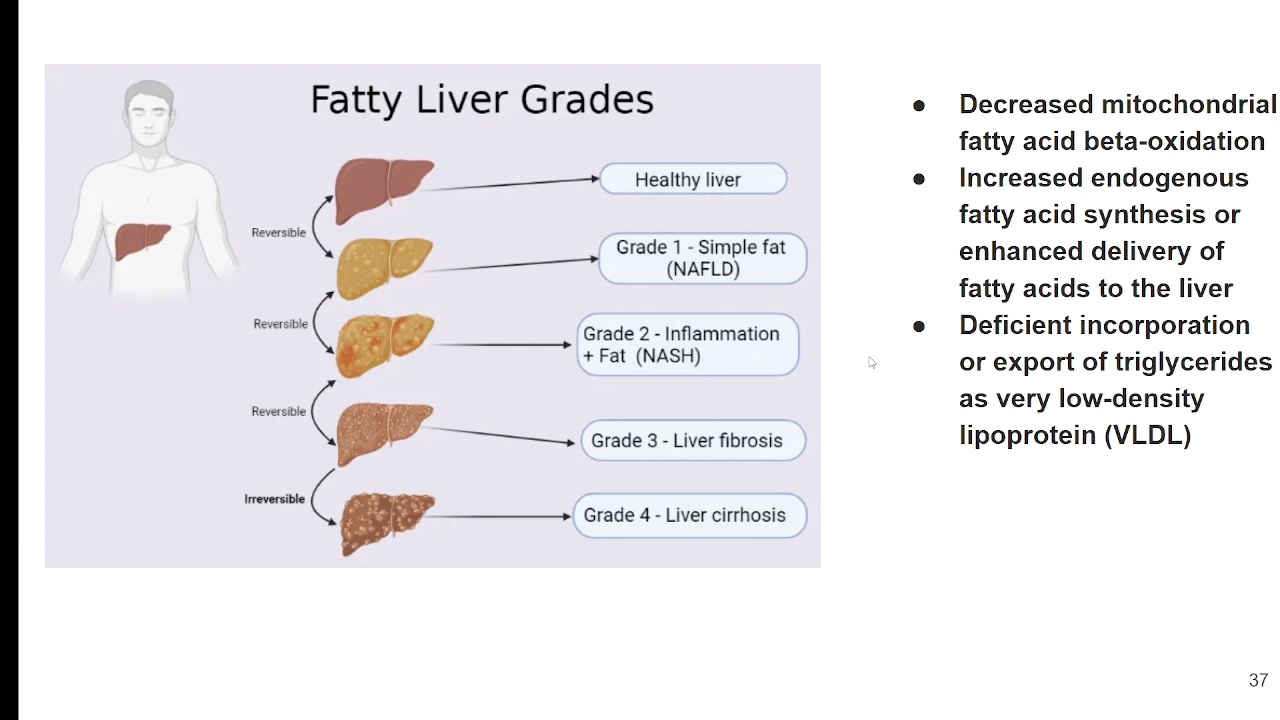 Fatty Liver Grades
Healthy liver
Reversible
Grade 1 - Simple fat
(NAFLD)
Reversible
Grade 2 - Inflammation
+ Fat (NASH)
Reversible
Grade 3 - Liver fibrosis
Irreversible
Grade 4 - Liver cirrhosis
● Decreased mitochondrial
fatty acid beta-oxidation
● Increased endogenous
fatty acid synthesis or
enhanced delivery of
fatty acids to the liver
● Deficient incorporation
or export of triglycerides
as very low-density
lipoprotein (VLDL)
37